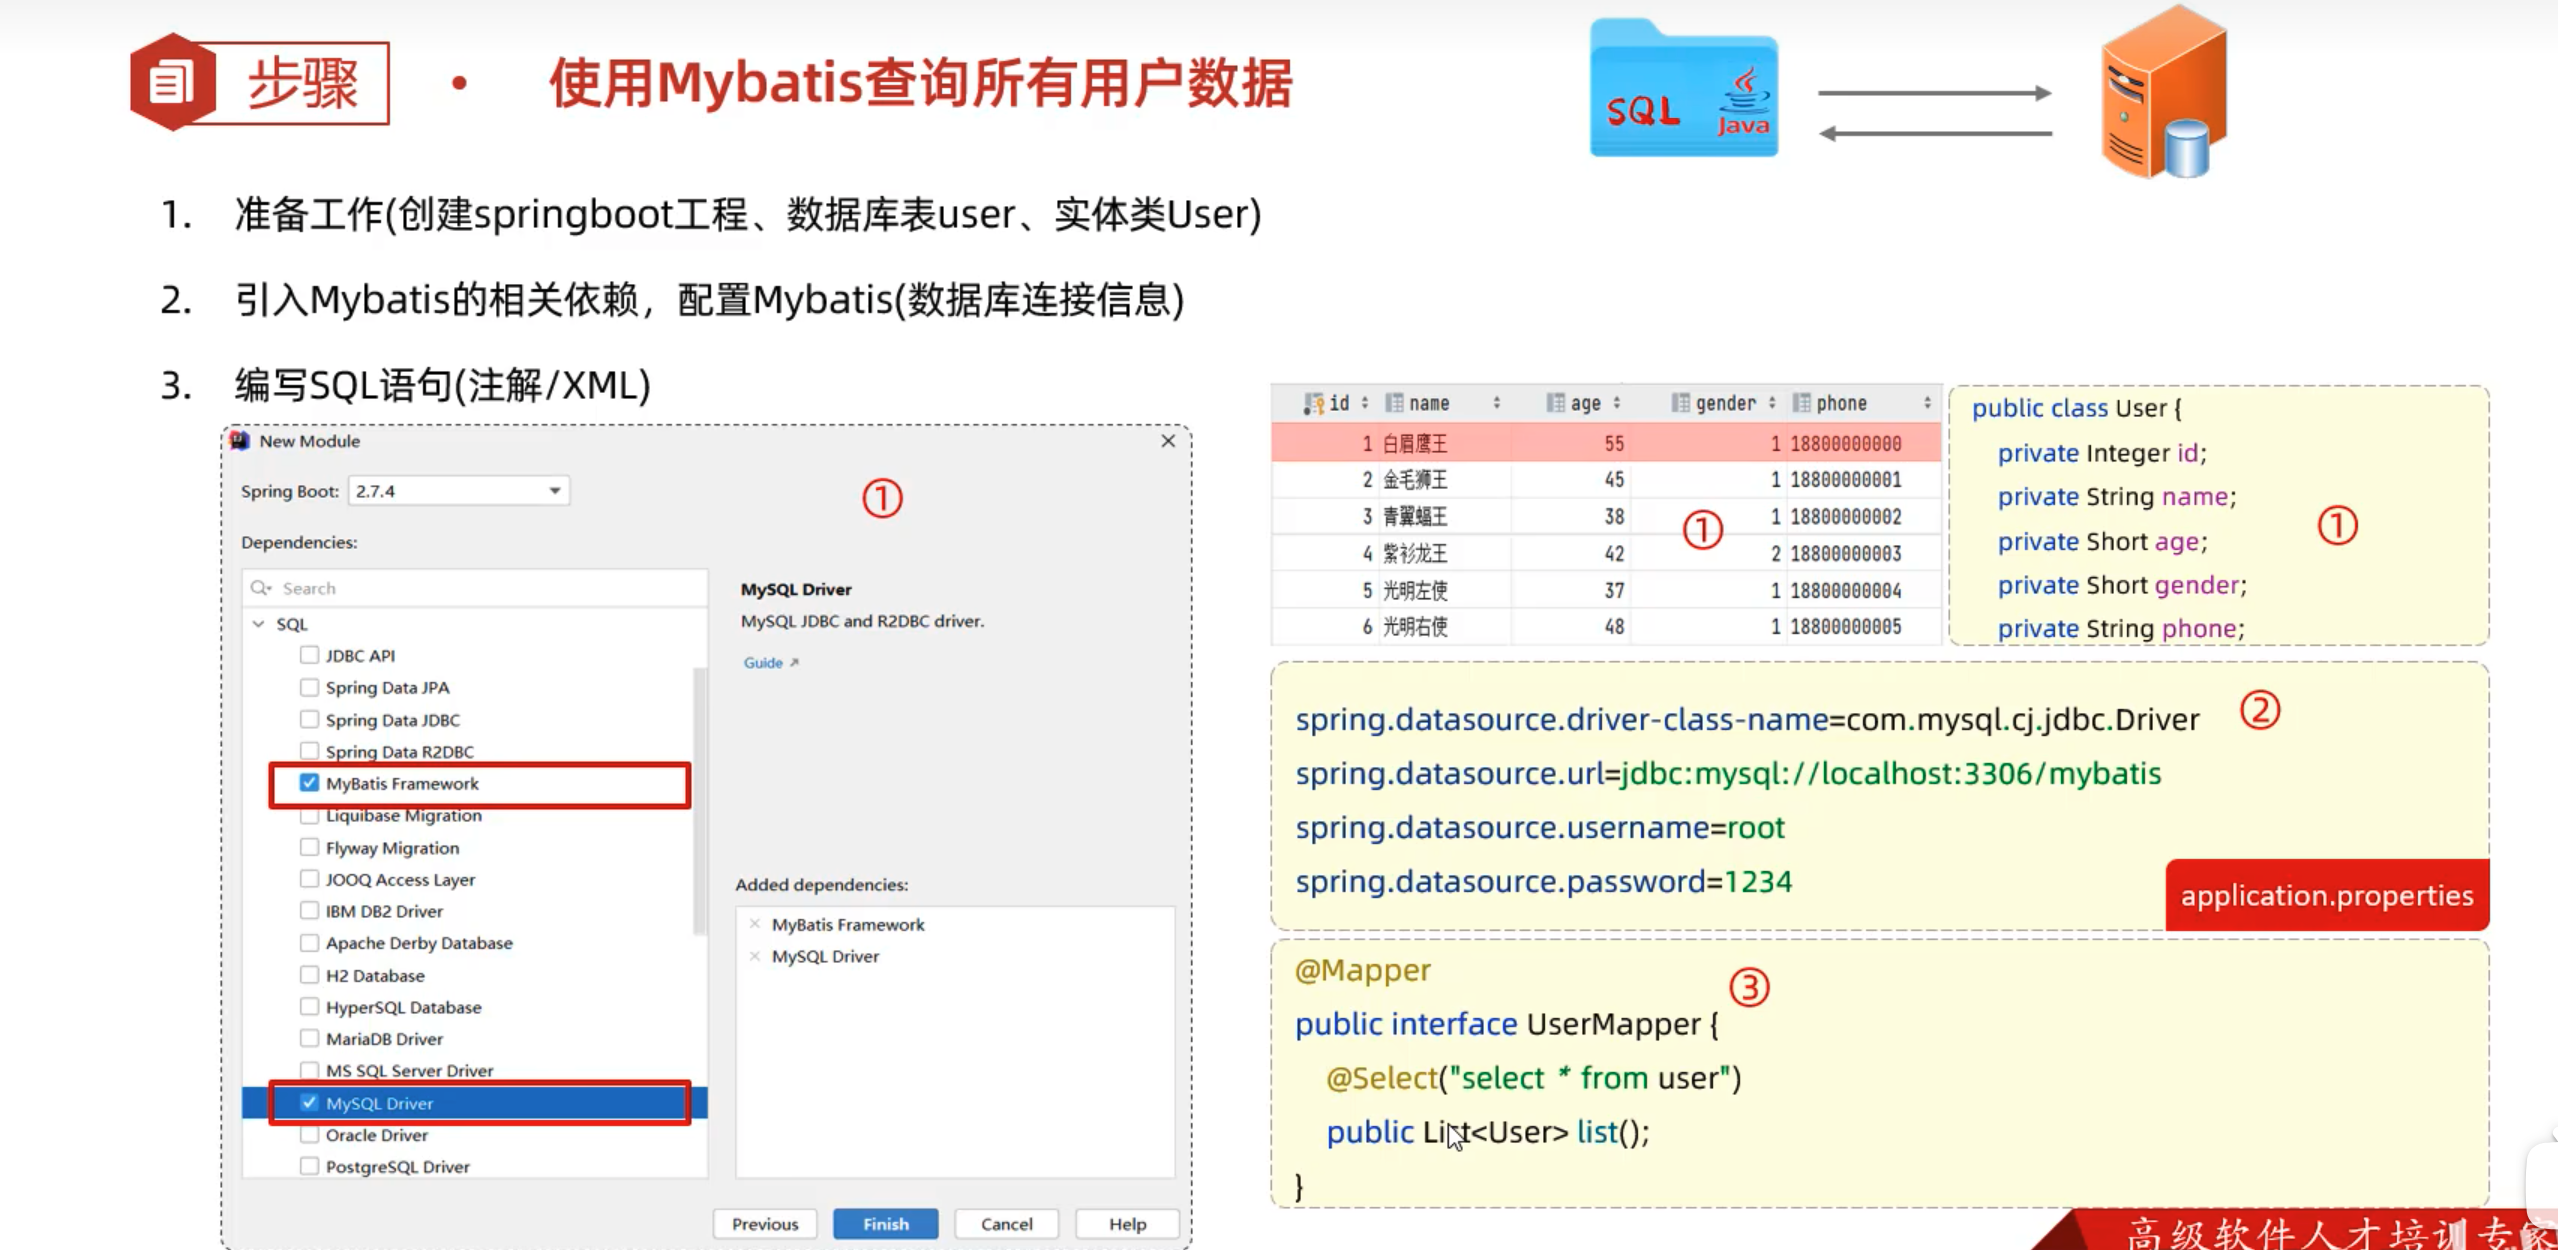 步骤
• 使用Mybatis查询所有用户数据
SQL Java
1. 准备工作(创建springboot工程、数据库表user、实体类User)
2. 引入Mybatis的相关依赖，配置Mybatis(数据库连接信息)
3. 编写SQL语句(注解/XML)
New Module
Spring Boot: 2.7.4
①
Dependencies:
Search
SQL
JDBC API
Spring Data JPA
Spring Data JDBC
Spring Data R2DBC
MyBatis Framework
Liquibase Migration
Flyway Migration
JOOQ Access Layer
IBM DB2 Driver
Apache Derby Database
H2 Database
HyperSQL Database
MariaDB Driver
MS SQL Server Driver
MySQL Driver
Oracle Driver
PostgreSQL Driver
MySQL Driver
MySQL JDBC and R2DBC driver.
Guide
Added dependencies:
MyBatis Framework
MySQL Driver
Previous Finish Cancel Help
id name age gender phone
1 白眉鹰王 55 1 18800000000
2 金毛狮王 45 1 18800000001
3 青翼蝠王 38 1 18800000002
4 紫衫龙王 42 2 18800000003
5 光明左使 37 1 18800000004
6 光明右使 48 1 18800000005
①
public class User {
private Integer id;
private String name;
private Short age;
private Short gender;
private String phone;
①
spring.datasource.driver-class-name=com.mysql.cj.jdbc.Driver
②
spring.datasource.url=jdbc:mysql://localhost:3306/mybatis
spring.datasource.username=root
spring.datasource.password=1234
application.properties
@Mapper
③
public interface UserMapper {
@Select("select * from user")
public List<User> list();
}
高级软件人才培训专家